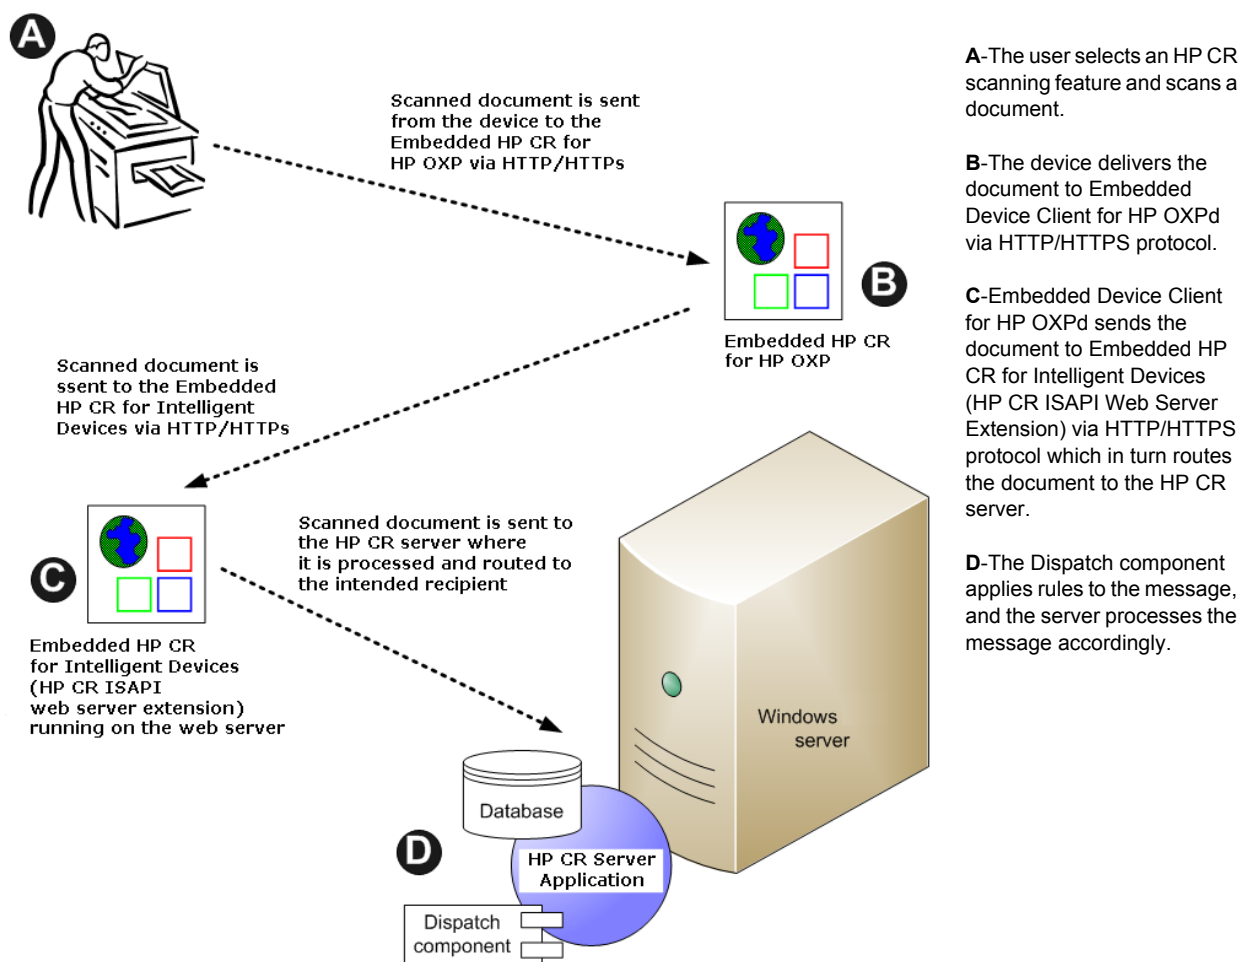 A
Scanned document is sent
from the device to the
Embedded HP CR for
HP OXP via HTTP/HTTPs
B
Embedded HP CR
for HP OXP
Scanned document is
ssent to the Embedded
HP CR for Intelligent
Devices via HTTP/HTTPs
C
Embedded HP CR
for Intelligent Devices
(HP CR ISAPI
web server extension)
running on the web server
Scanned document is sent to
the HP CR server where
it is processed and routed to
the intended recipient
Windows
server
Database
D
HP CR Server
Application
Dispatch
component
A-The user selects an HP CR
scanning feature and scans a
document.
B-The device delivers the
document to Embedded
Device Client for HP OXPd
via HTTP/HTTPS protocol.
C-Embedded Device Client
for HP OXPd sends the
document to Embedded HP
CR for Intelligent Devices
(HP CR ISAPI Web Server
Extension) via HTTP/HTTPS
protocol which in turn routes
the document to the HP CR
server.
D-The Dispatch component
applies rules to the message,
and the server processes the
message accordingly.